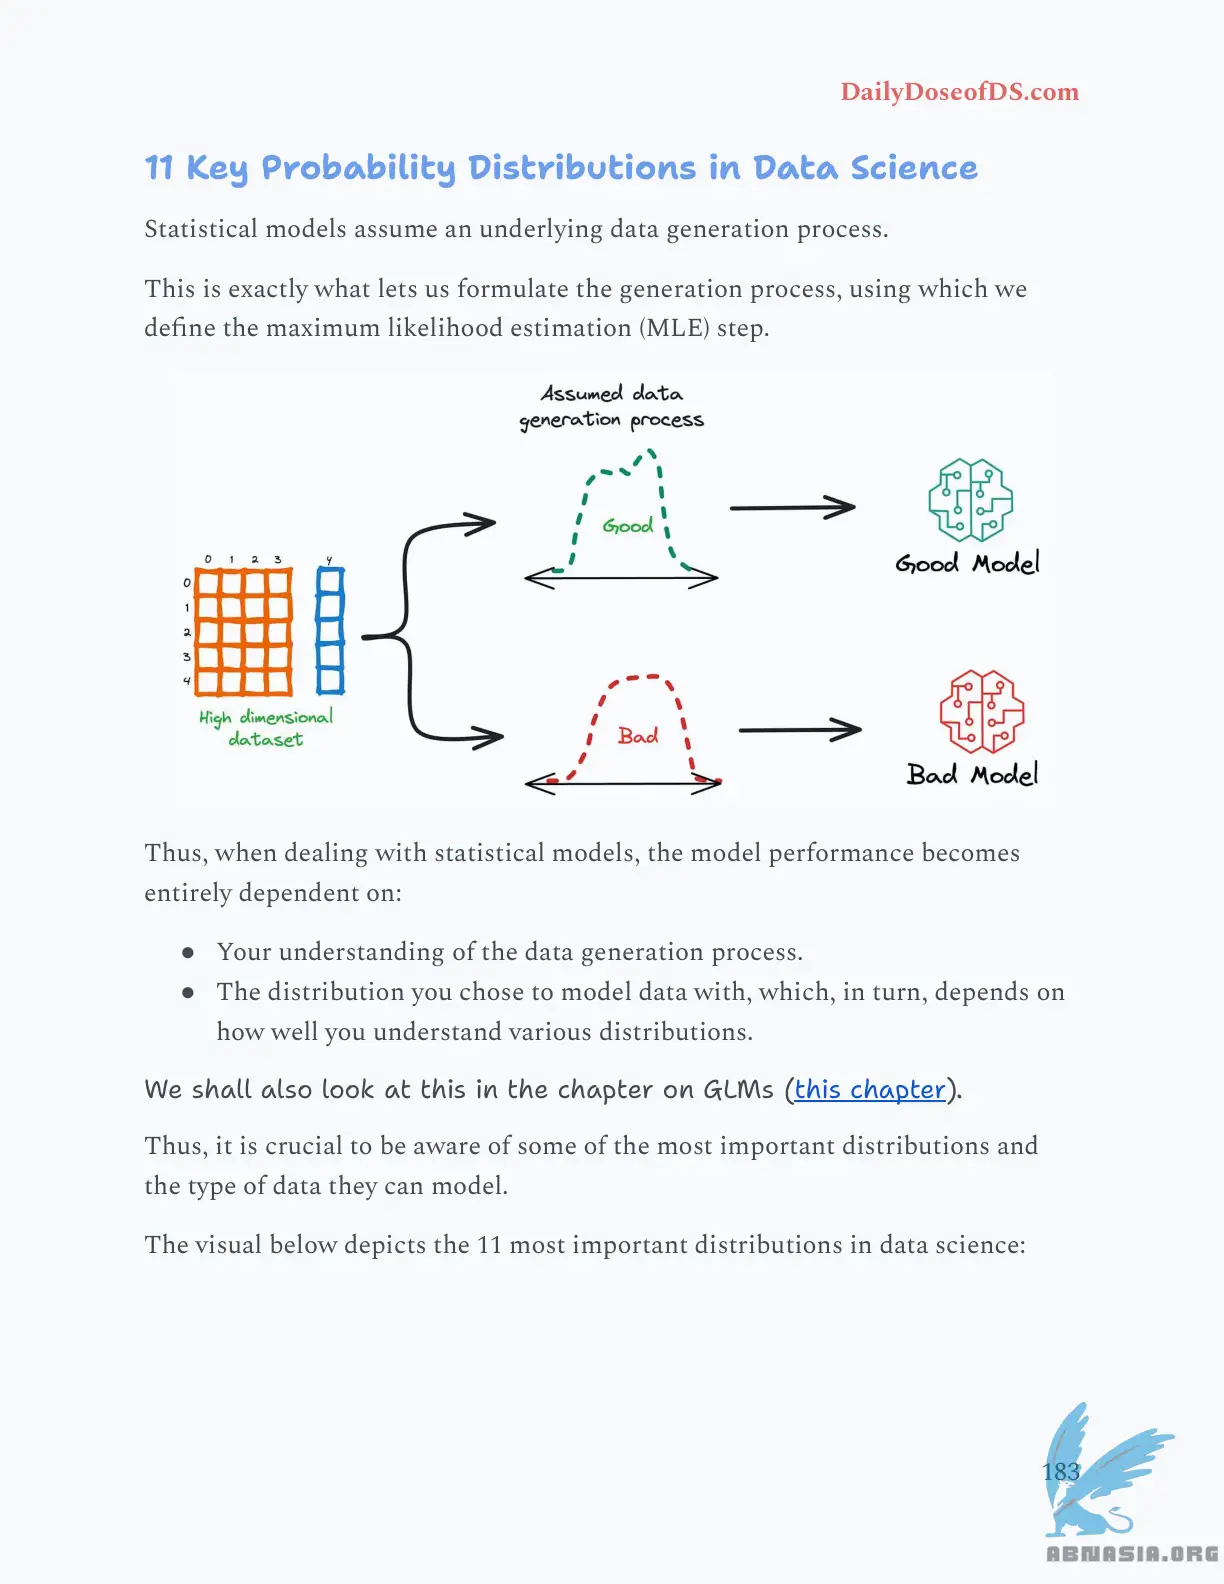 DailyDoseofDS.com
11 Key Probability Distributions in Data Science
Statistical models assume an underlying data generation process.
This is exactly what lets us formulate the generation process, using which we
define the maximum likelihood estimation (MLE) step.
Assumed data
generation process
Good
Good Model
0 1 2 3 y
0
1
2
3
4
High dimensional
dataset
Bad
Bad Model
Thus, when dealing with statistical models, the model performance becomes
entirely dependent on:
● Your understanding of the data generation process.
● The distribution you chose to model data with, which, in turn, depends on
how well you understand various distributions.
We shall also look at this in the chapter on GLMs (this chapter).
Thus, it is crucial to be aware of some of the most important distributions and
the type of data they can model.
The visual below depicts the 11 most important distributions in data science:
183
ABNASIA.ORG